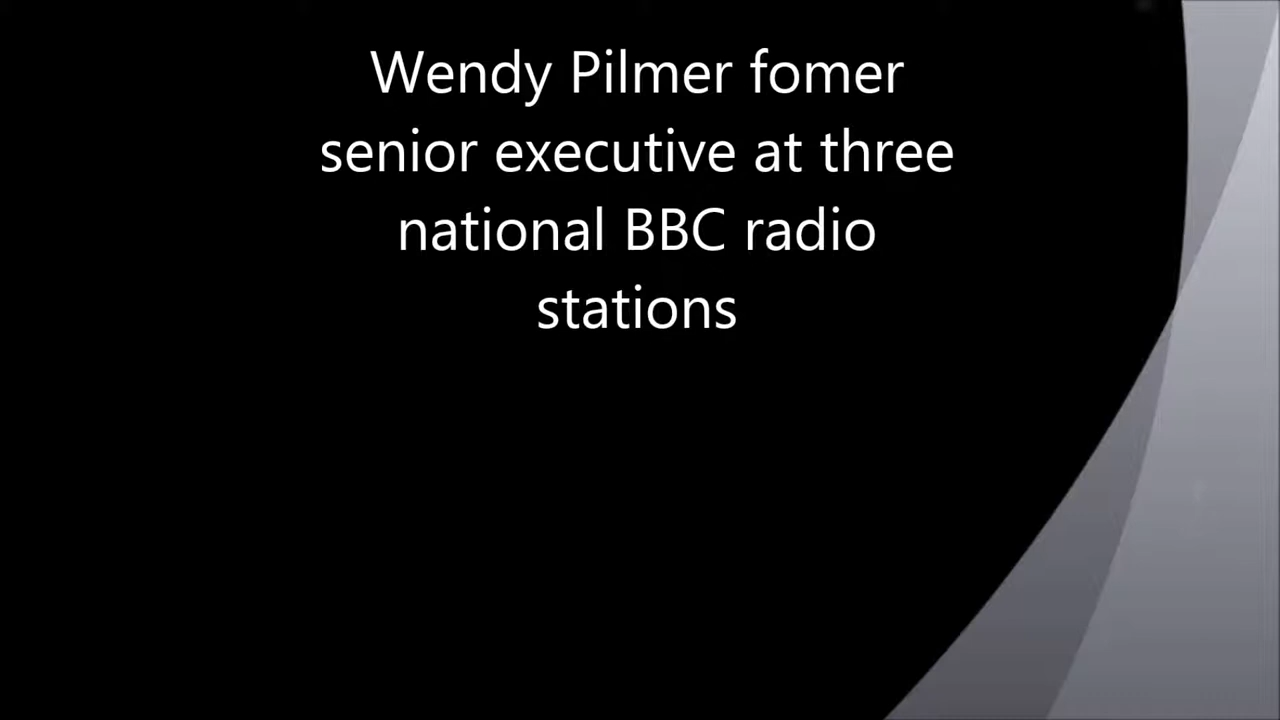 Wendy Pilmer fomer
senior executive at three
national BBC radio
stations